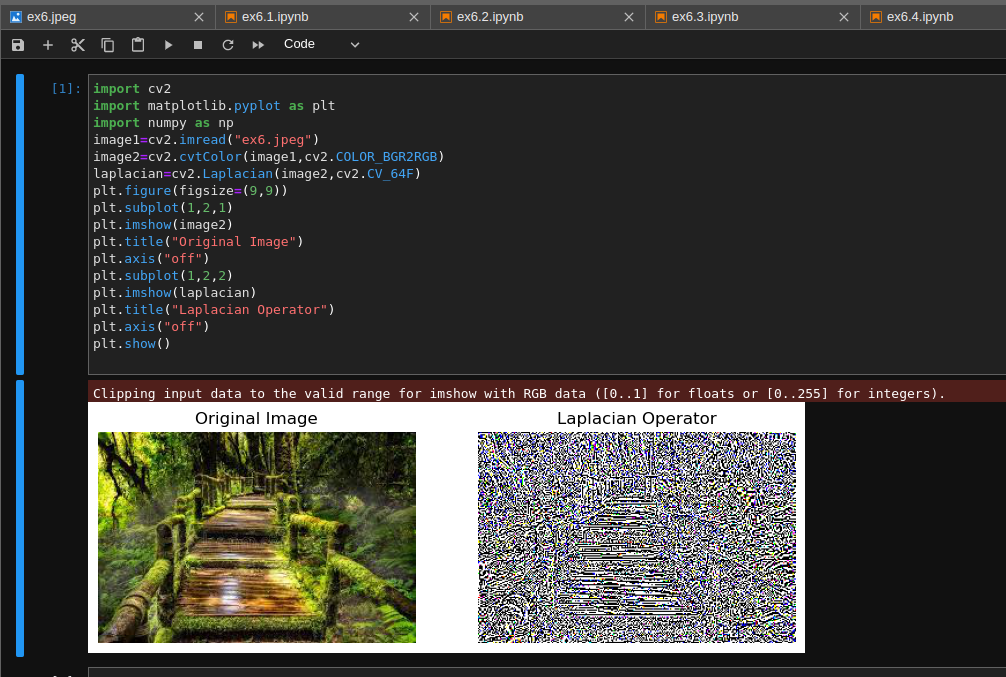 ex6.jpeg
ex6.1.ipynb
ex6.2.ipynb
ex6.3.ipynb
ex6.4.ipynb
Code
[1]:
import cv2
import matplotlib.pyplot as plt
import numpy as np
image1=cv2.imread("ex6.jpeg")
image2=cv2.cvtColor(image1,cv2.COLOR_BGR2RGB)
laplacian=cv2.Laplacian(image2,cv2.CV_64F)
plt.figure(figsize=(9,9))
plt.subplot(1,2,1)
plt.imshow(image2)
plt.title("Original Image")
plt.axis("off")
plt.subplot(1,2,2)
plt.imshow(laplacian)
plt.title("Laplacian Operator")
plt.axis("off")
plt.show()
Clipping input data to the valid range for imshow with RGB data ([0..1] for floats or [0..255] for integers).
Original Image
Laplacian Operator